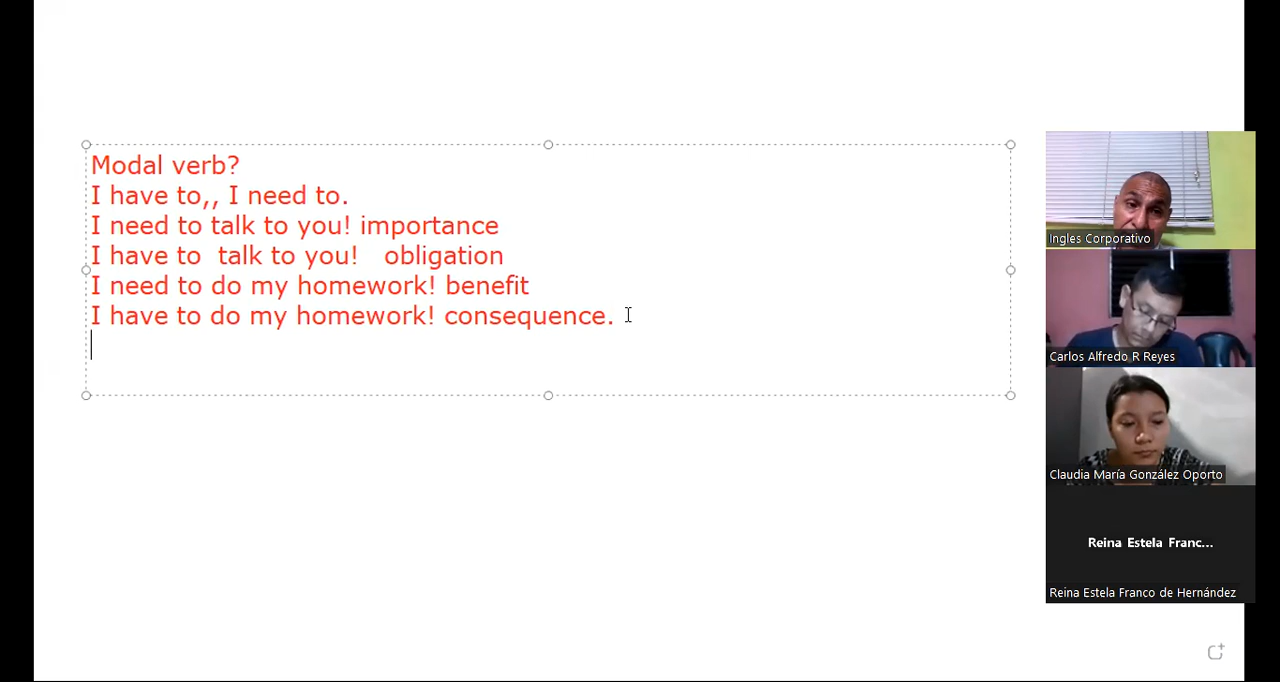 Modal verb?
I have to,, I need to.
I need to talk to you! importance
I have to  talk to you!   obligation
I need to do my homework! benefit
I have to do my homework! consequence.
Ingles Corporativo
Carlos Alfredo R Reyes
Claudia María González Oporto
Reina Estela Franc...
Reina Estela Franco de Hernández